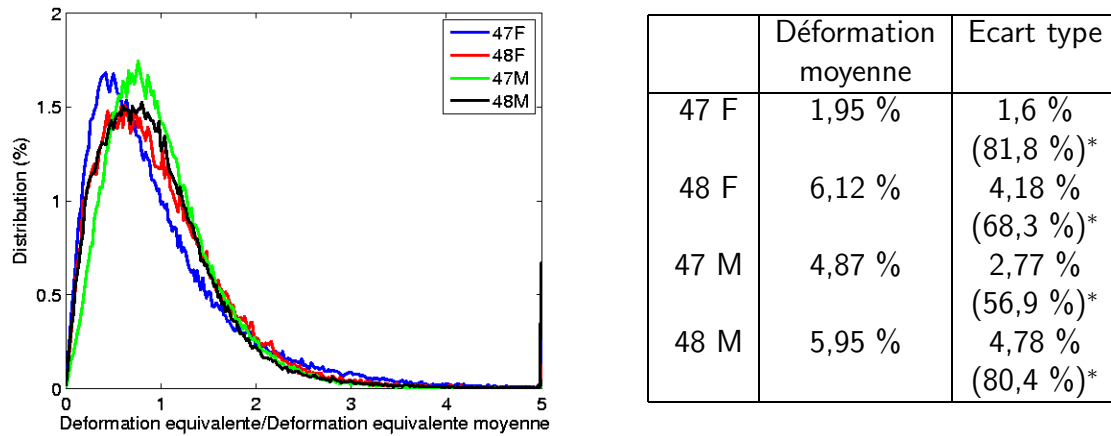 47F
48F
47M
48M
Distribution (%)
1.5
1
0.5
0
0 1 2 3 4 5
Deformation equivalente/Deformation equivalente moyenne
Déformation Ecart type
moyenne
47 F 1,95 % 1,6 %
(81,8 %)*
48 F 6,12 % 4,18 %
(68,3 %)*
47 M 4,87 % 2,77 %
(56,9 %)*
48 M 5,95 % 4,78 %
(80,4 %)*